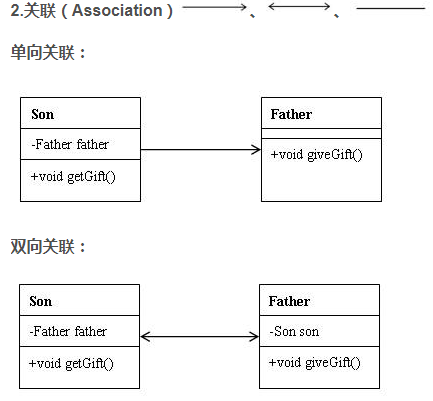 2.关联（Association）、、
单向关联：
Son
-Father father
+void getGift()
Father
+void giveGift()
双向关联：
Son
-Father father
+void getGift()
Father
-Son son
+void giveGift()